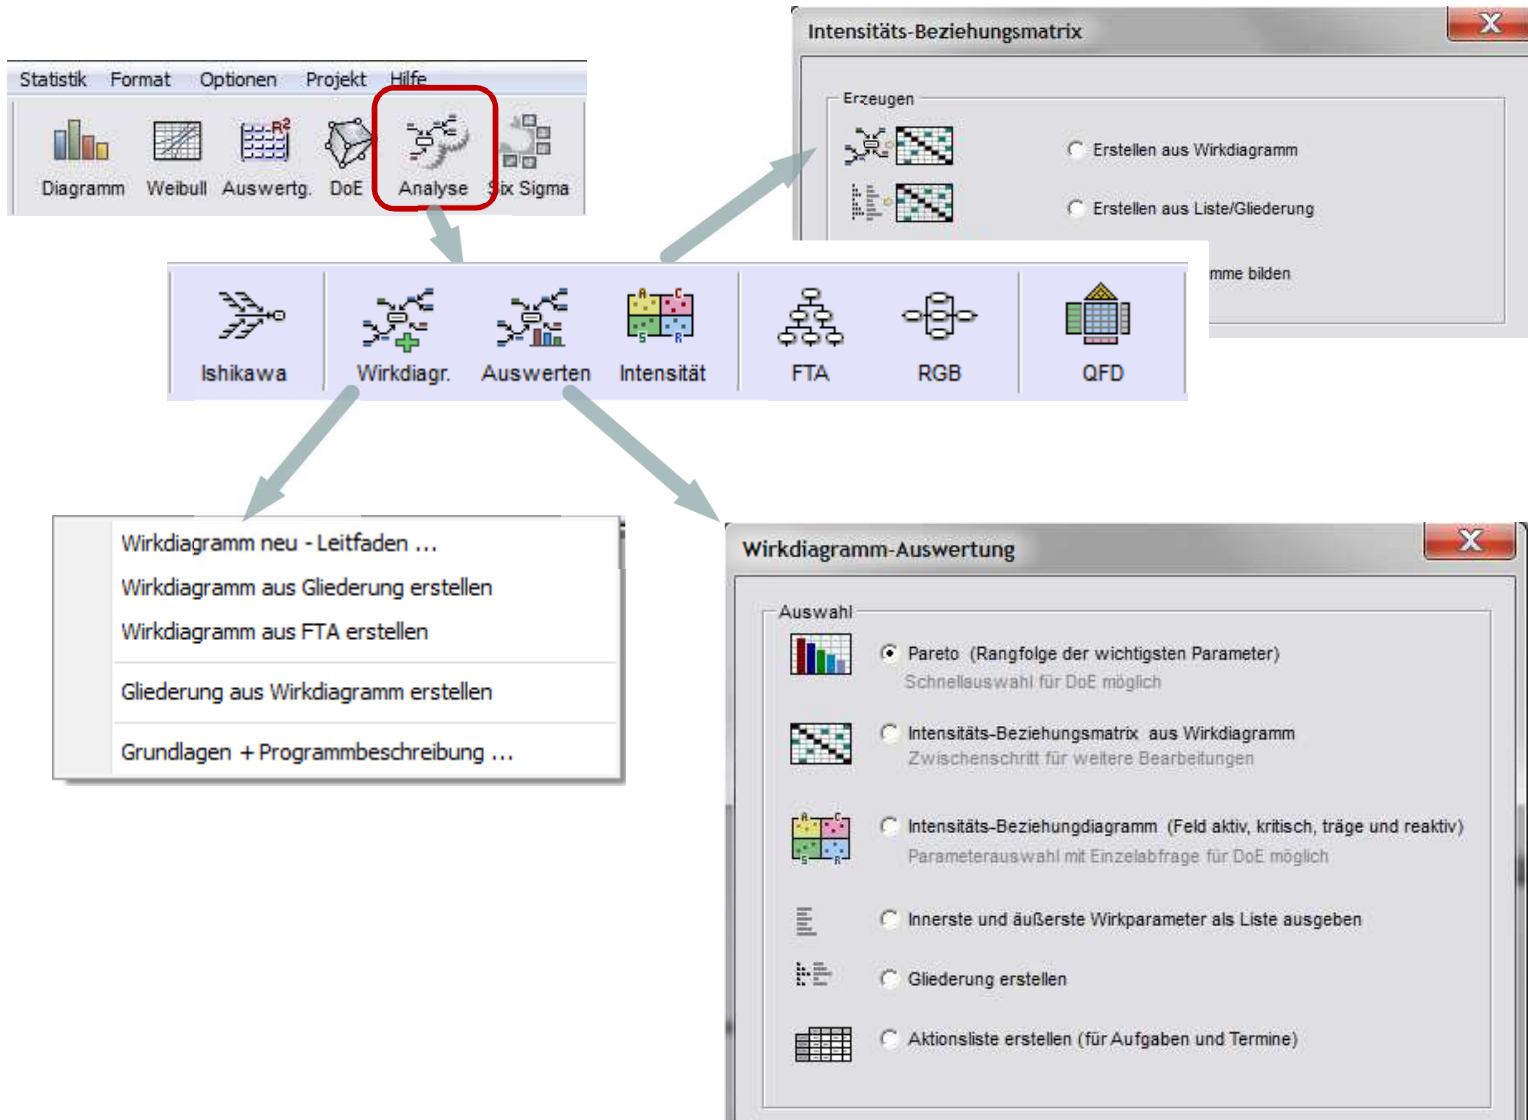 Statistik Format Optionen Projekt Hilfe
Diagramm Weibull Auswertg. DoE Analyse Six Sigma
R²
Intensitäts-Beziehungsmatrix
X
Erzeugen
Erstellen aus Wirkdiagramm
Erstellen aus Liste/Gliederung
mme bilden
A C
S R
Ishikawa Wirkdiagr. Auswerten Intensität FTA RGB QFD
Wirkdiagramm neu - Leitfaden ...
Wirkdiagramm aus Gliederung erstellen
Wirkdiagramm aus FTA erstellen
Gliederung aus Wirkdiagramm erstellen
Grundlagen + Programmbeschreibung ...
Wirkdiagramm-Auswertung
X
Auswahl
Pareto (Rangfolge der wichtigsten Parameter)
Schnellauswahl für DoE möglich
Intensitäts-Beziehungsmatrix aus Wirkdiagramm
Zwischenschritt für weitere Bearbeitungen
A C
S R
Intensitäts-Beziehungdiagramm (Feld aktiv, kritisch, träge und reaktiv)
Parameterauswahl mit Einzelabfrage für DoE möglich
Innerste und äußerste Wirkparameter als Liste ausgeben
Gliederung erstellen
Aktionsliste erstellen (für Aufgaben und Termine)